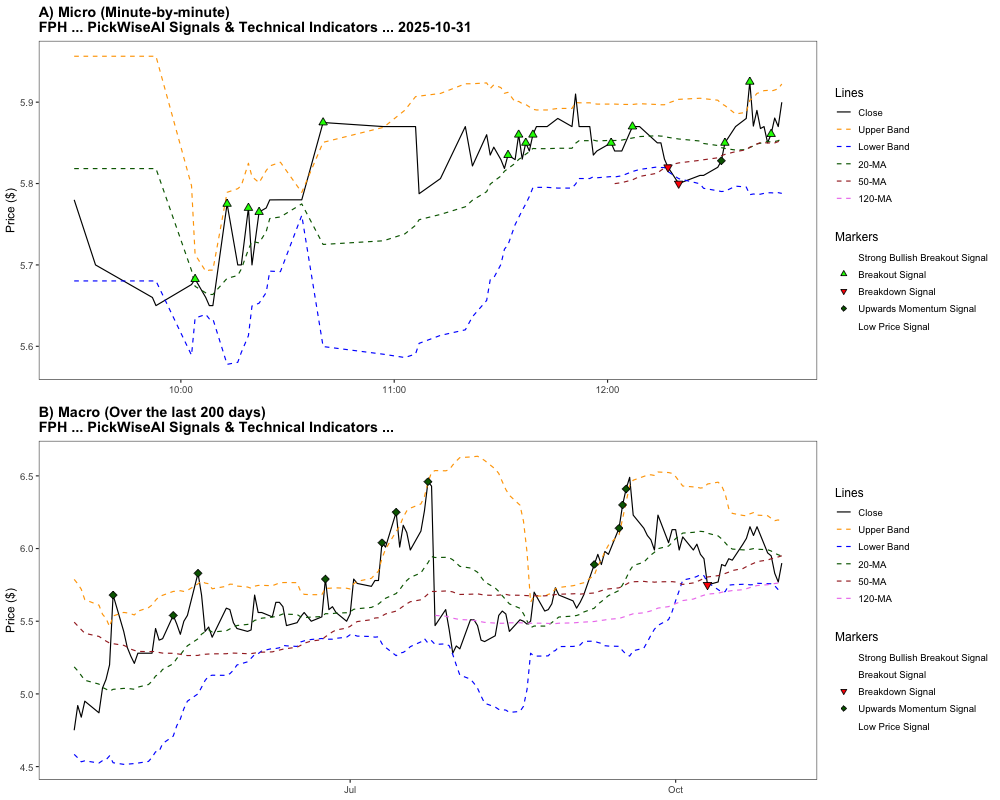 A) Micro (Minute-by-minute)
FPH ... PickWiseAI Signals & Technical Indicators ... 2025-10-31
Price ($)
5.9
5.8
5.7
5.6
10:00
11:00
12:00
Lines
Close
Upper Band
Lower Band
20-MA
50-MA
120-MA
Markers
Strong Bullish Breakout Signal
Breakout Signal
Breakdown Signal
Upwards Momentum Signal
Low Price Signal
B) Macro (Over the last 200 days)
FPH ... PickWiseAI Signals & Technical Indicators ...
Price ($)
6.5
6.0
5.5
5.0
4.5
Jul
Oct
Lines
Close
Upper Band
Lower Band
20-MA
50-MA
120-MA
Markers
Strong Bullish Breakout Signal
Breakout Signal
Breakdown Signal
Upwards Momentum Signal
Low Price Signal